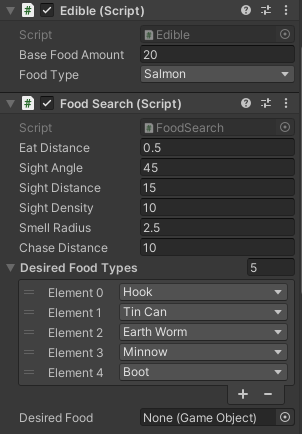 Edible (Script)
Script Edible
Base Food Amount 20
Food Type Salmon
Food Search (Script)
Script FoodSearch
Eat Distance 0.5
Sight Angle 45
Sight Distance 15
Sight Density 10
Smell Radius 2.5
Chase Distance 10
Desired Food Types 5
Element 0 Hook
Element 1 Tin Can
Element 2 Earth Worm
Element 3 Minnow
Element 4 Boot
Desired Food None (Game Object)